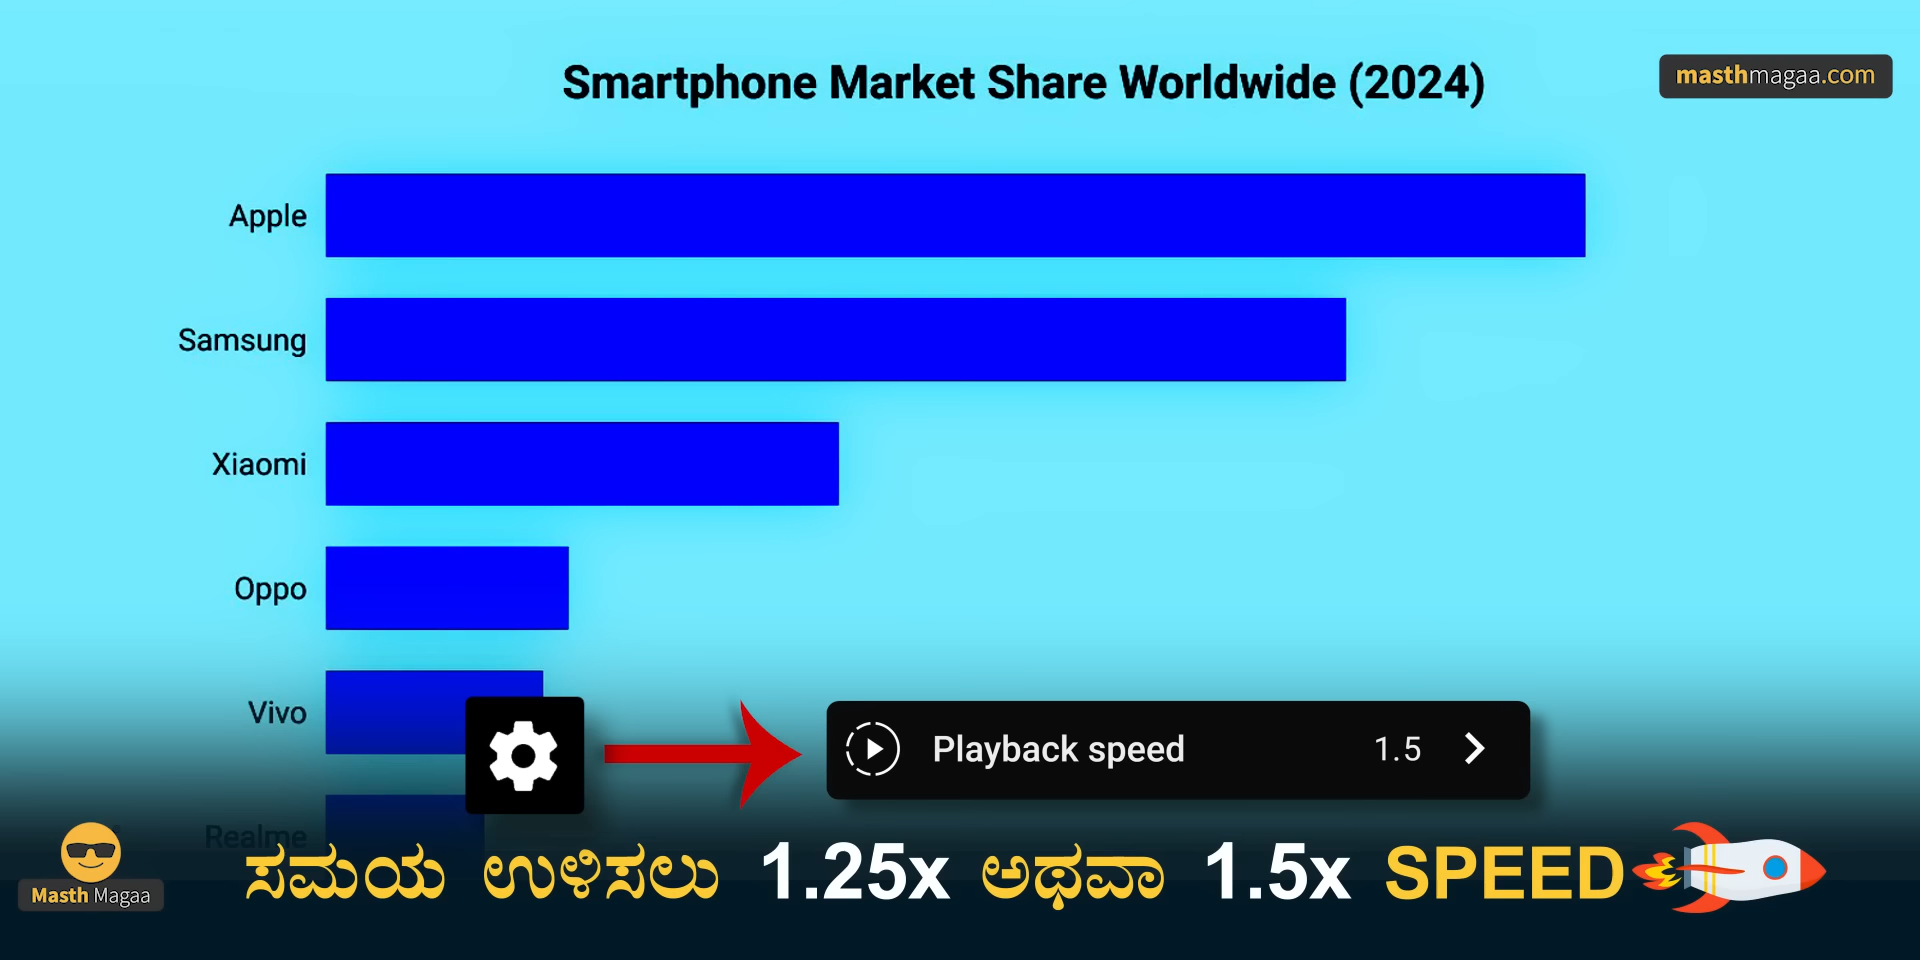 Smartphone Market Share Worldwide (2024)
masthmagaa.com
Apple
Samsung
Xiaomi
Oppo
Vivo
Playback speed 1.5
Realme
ಸಮಯ ಉಳಿಸಲು 1.25x ಅಥವಾ 1.5x SPEED
Masth Magaa